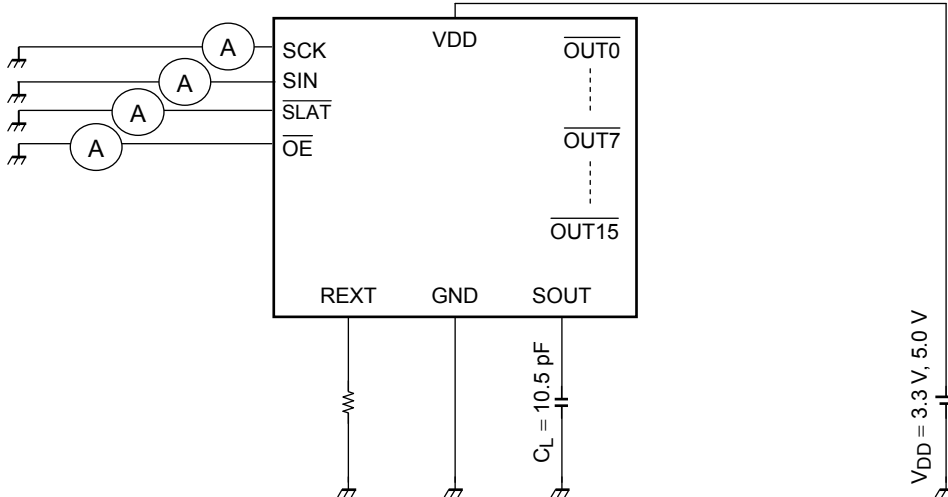 A SCK VDD OUT0
A SIN
A SLAT
A OE OUT7
OUT15
REXT GND SOUT
CL = 10.5 pF
VDD = 3.3 V, 5.0 V